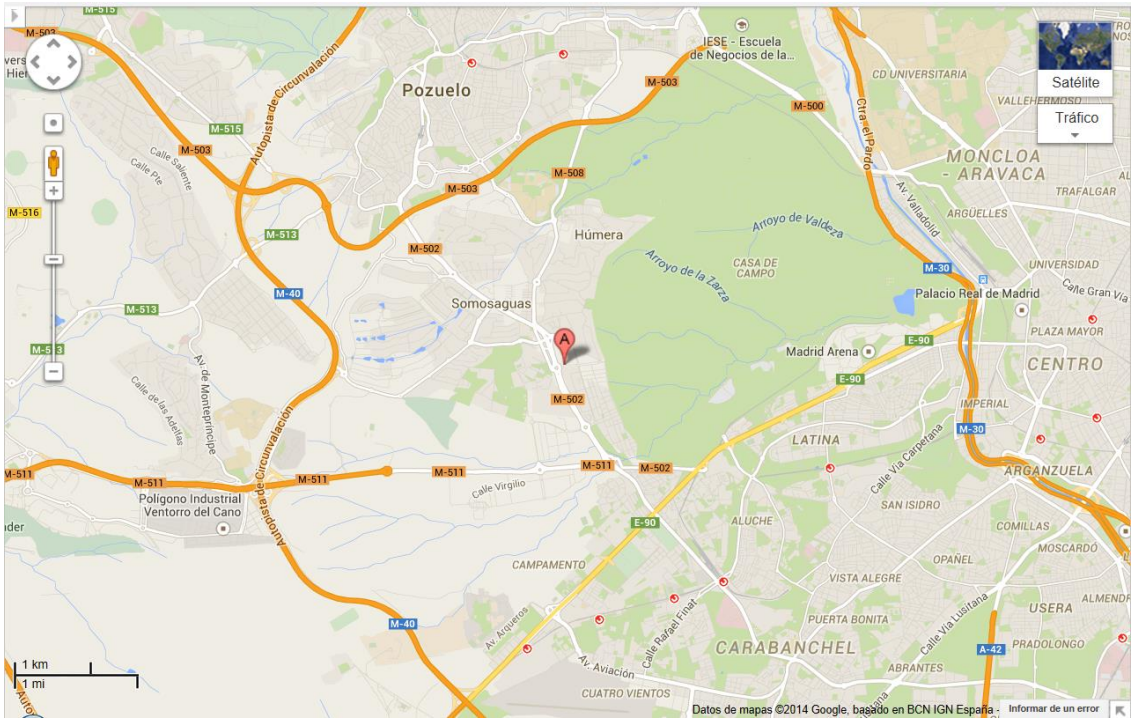 M-515
M-503
IESE - Escuela
de Negocios de la...
CD UNIVERSITARIA
Satélite
Tráfico
VALLEHERMOSO
Pozuelo
M-503
M-500
Ctra. el Pardo
Autopista de Circunvalación
M-515
M-503
Calle Saliente
Calle Pte
MONCLOA
- ARAVACA
TRAFALGAR
M-508
M-503
Av. Valladolid
ARGÜELLES
M-516
M-513
M-502
Húmera
Arroyo de Valdeza
Arroyo de la Zarza
CASA DE
CAMPO
M-30
UNIVERSIDAD
M-40
Palacio Real de Madrid
Calle Gran Vía
M-513
Somosaguas
PLAZA MAYOR
A
M-513
Madrid Arena
E-90
CENTRO
E-90
Av. de Monteprincipe
Calle de las Adelfas
M-502
IMPERIAL
M-30
LATINA
Calle Vía Carpetana
Autopista de Circunvalación
M-511
M-511
M-511
M-511
M-511
M-502
ARGANZUELA
Calle Virgilio
Polígono Industrial
Ventorro del Cano
SAN ISIDRO
E-90
ALUCHE
COMILLAS
MOSCARDÓ
CAMPAMENTO
OPAÑEL
VISTA ALEGRE
Av. Arqueros
Calle Rafael Finat
PUERTA BONITA
Calle Vía Lusitana
USERA
ALMENDR
M-40
CARABANCHEL
A-42
PRADOLONGO
1 km
1 mi
Av. Aviación
ABRANTES
CUATRO VIENTOS
Datos de mapas ©2014 Google, basado en BCN IGN España -
Informar de un error